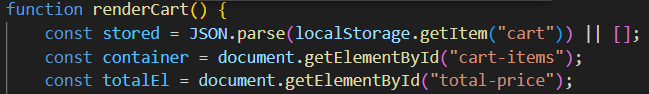 function renderCart() {
const stored = JSON.parse(localStorage.getItem("cart")) || [];
const container = document.getElementById("cart-items");
const totalEl = document.getElementById("total-price");